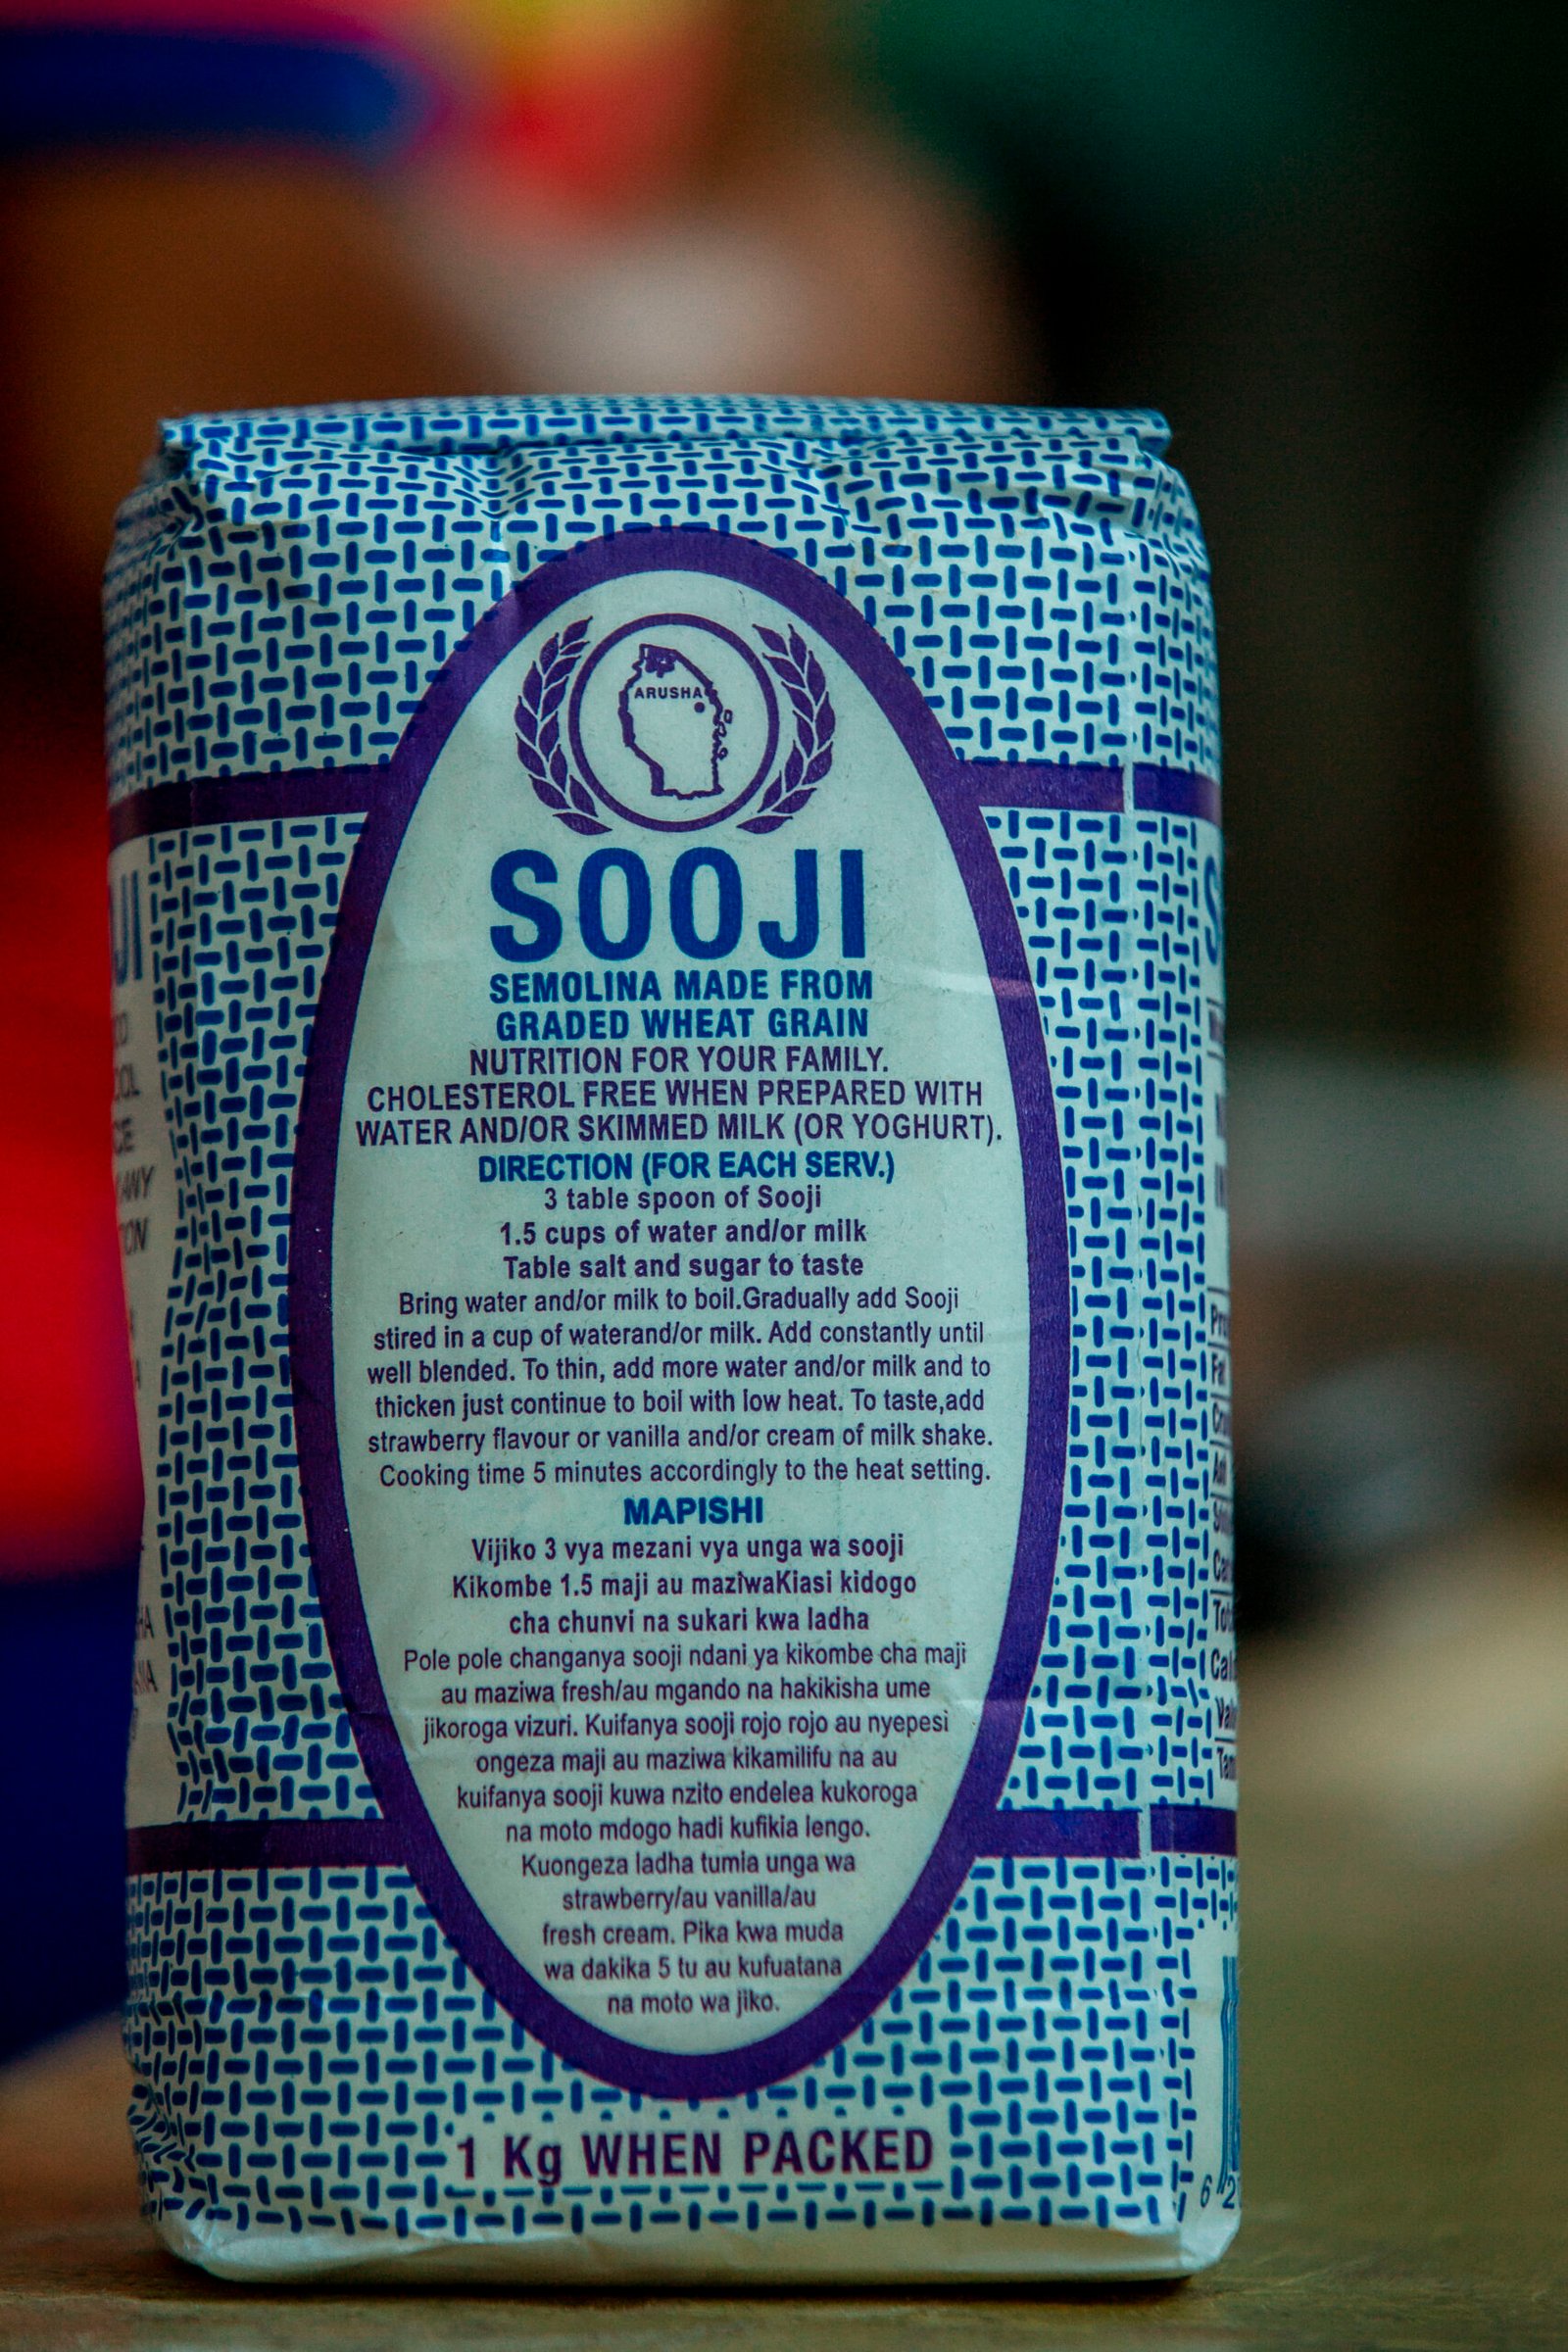 ARUSHA
SOOJI
SEMOLINA MADE FROM
GRADED WHEAT GRAIN
NUTRITION FOR YOUR FAMILY.
CHOLESTEROL FREE WHEN PREPARED WITH
WATER AND/OR SKIMMED MILK (OR YOGHURT).
DIRECTION (FOR EACH SERV.)
3 table spoon of Sooji
1.5 cups of water and/or milk
Table salt and sugar to taste
Bring water and/or milk to boil.Gradually add Sooji
stired in a cup of waterand/or milk. Add constantly until
well blended. To thin, add more water and/or milk and to
thicken just continue to boil with low heat. To taste,add
strawberry flavour or vanilla and/or cream of milk shake.
Cooking time 5 minutes accordingly to the heat setting.
MAPISHI
Vijiko 3 vya mezani vya unga wa sooji
Kikombe 1.5 maji au maziwaKiasi kidogo
cha chunvi na sukari kwa ladha
Pole pole changanya sooji ndani ya kikombe cha maji
au maziwa fresh/au mgando na hakikisha ume
jikoroga vizuri. Kuifanya sooji rojo rojo au nyepesi
ongeza maji au maziwa kikamilifu na au
kuifanya sooji kuwa nzito endelea kukoroga
na moto mdogo hadi kufikia lengo.
Kuongeza ladha tumia unga wa
strawberry/au vanilla/au
fresh cream. Pika kwa muda
wa dakika 5 tu au kufuatana
na moto wa jiko.
1 Kg WHEN PACKED